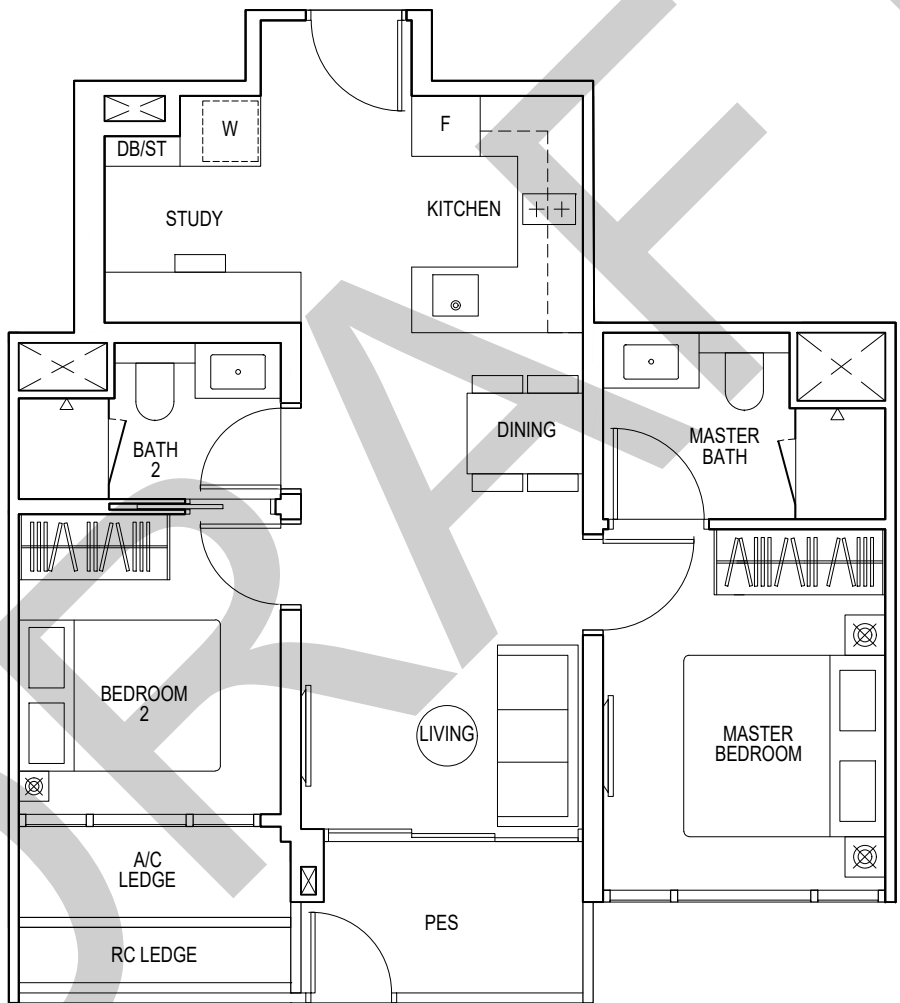 W
F
DB/ST
STUDY
KITCHEN
DINING
BATH
2
MASTER
BATH
BEDROOM
2
LIVING
MASTER
BEDROOM
A/C
LEDGE
PES
RC LEDGE
DRAFT